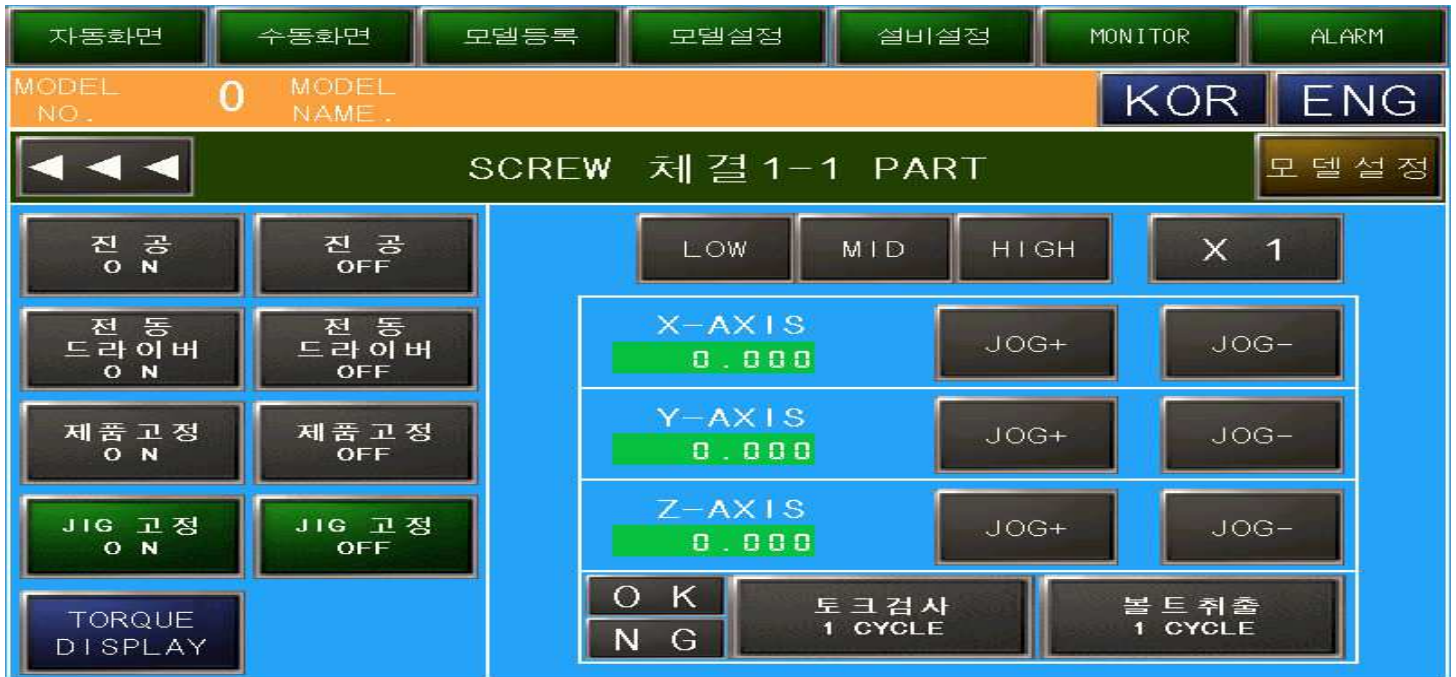 자동화면 수동화면 모델등록 모델설정 설비설정 MONITOR ALARM
MODEL NO. 0 MODEL NAME. KOR ENG
SCREW 체결1-1 PART 모델설정
진 공
O N
진 공
OFF
LOW MID HIGH X 1
전 동
드라이버
O N
전 동
드라이버
OFF
X-AXIS
0.000
JOG+ JOG-
제품고정
O N
제품고정
OFF
Y-AXIS
0.000
JOG+ JOG-
JIG 고정
O N
JIG 고정
OFF
Z-AXIS
0.000
JOG+ JOG-
TORQUE
DISPLAY
O K
N G
토크검사
1 CYCLE
볼트취출
1 CYCLE